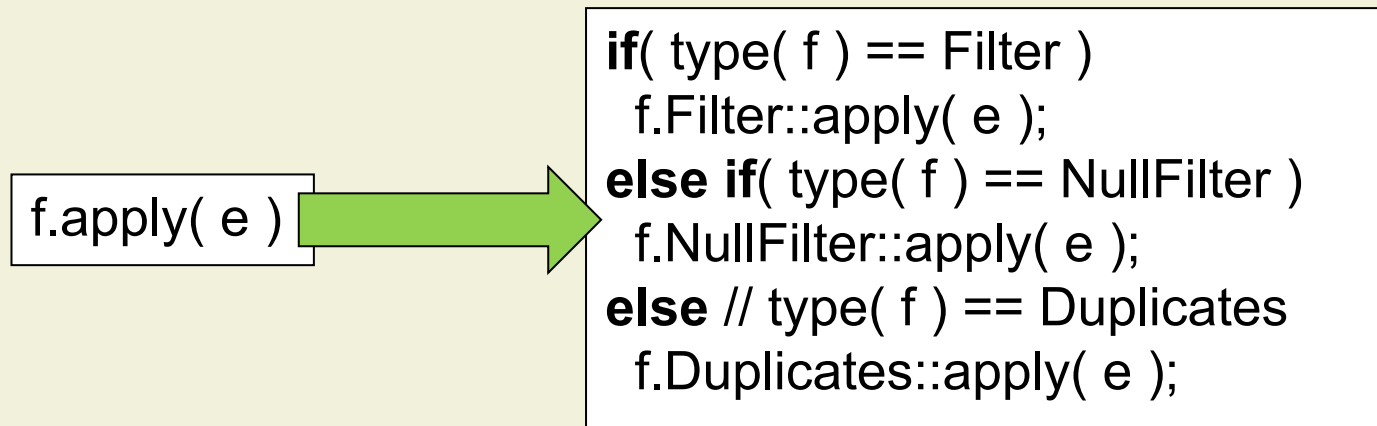 f.apply( e )
if( type( f ) == Filter )
f.Filter::apply( e );
else if( type( f ) == NullFilter )
f.NullFilter::apply( e );
else // type( f ) == Duplicates
f.Duplicates::apply( e );